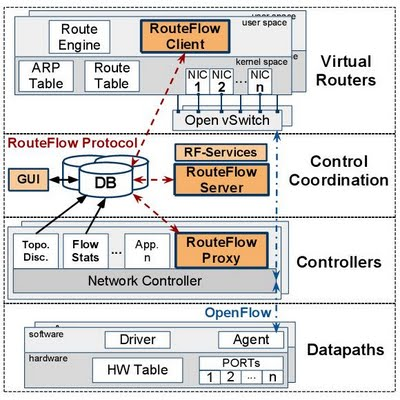 user space
Route
Engine
RouteFlow
Client
user space
kernel space
ARP
Table
Route
Table
NIC
1
NIC
2
...
NIC
n
Virtual
Routers
Open vSwitch
RouteFlow Protocol
RF-Services
GUI
DB
RouteFlow
Server
Control
Coordination
Topo.
Disc.
Flow
Stats
...
App.
n
RouteFlow
Proxy
Network Controller
Controllers
OpenFlow
software
Driver
Agent
hardware
HW Table
PORTs
1 2 ... n
Datapaths